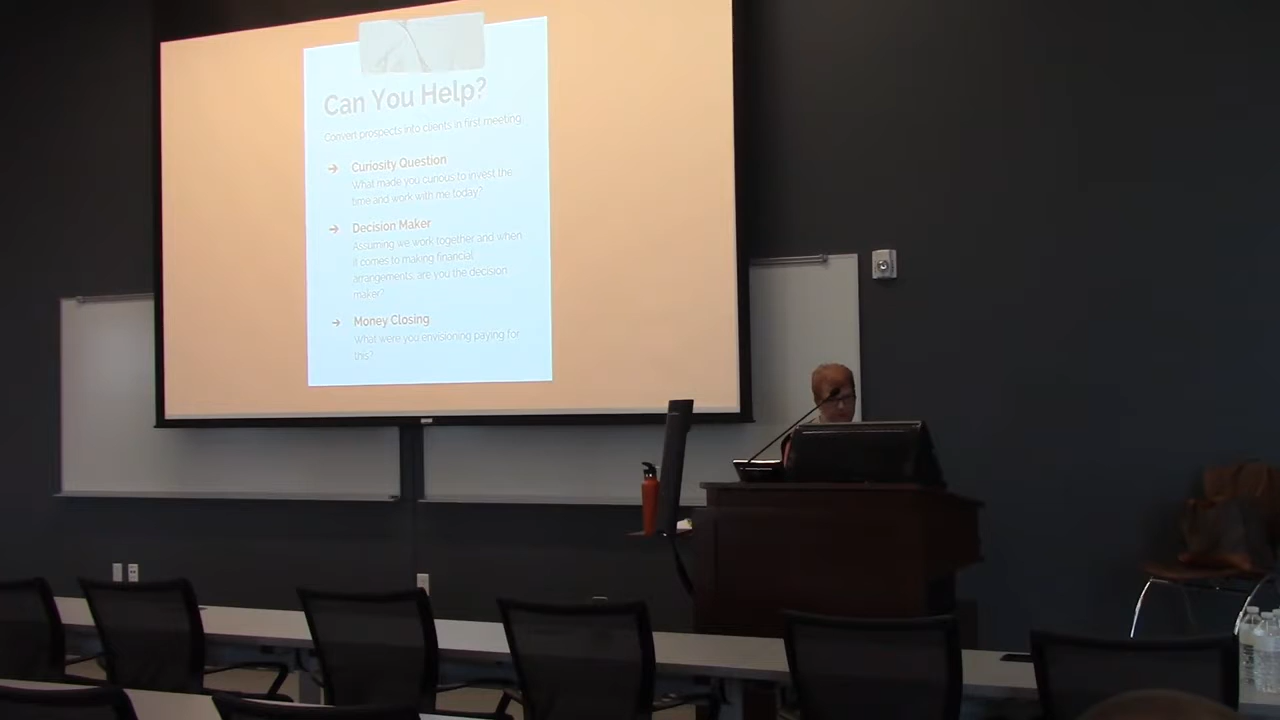 Can You Help?
Convert prospects into clients in first meeting
→ Curiosity Question
What made you curious to invest the
time and work with me today?
→ Decision Maker
Assuming we work together and when
it comes to making financial
arrangements, are you the decision
maker?
→ Money Closing
What were you envisioning paying for
this?